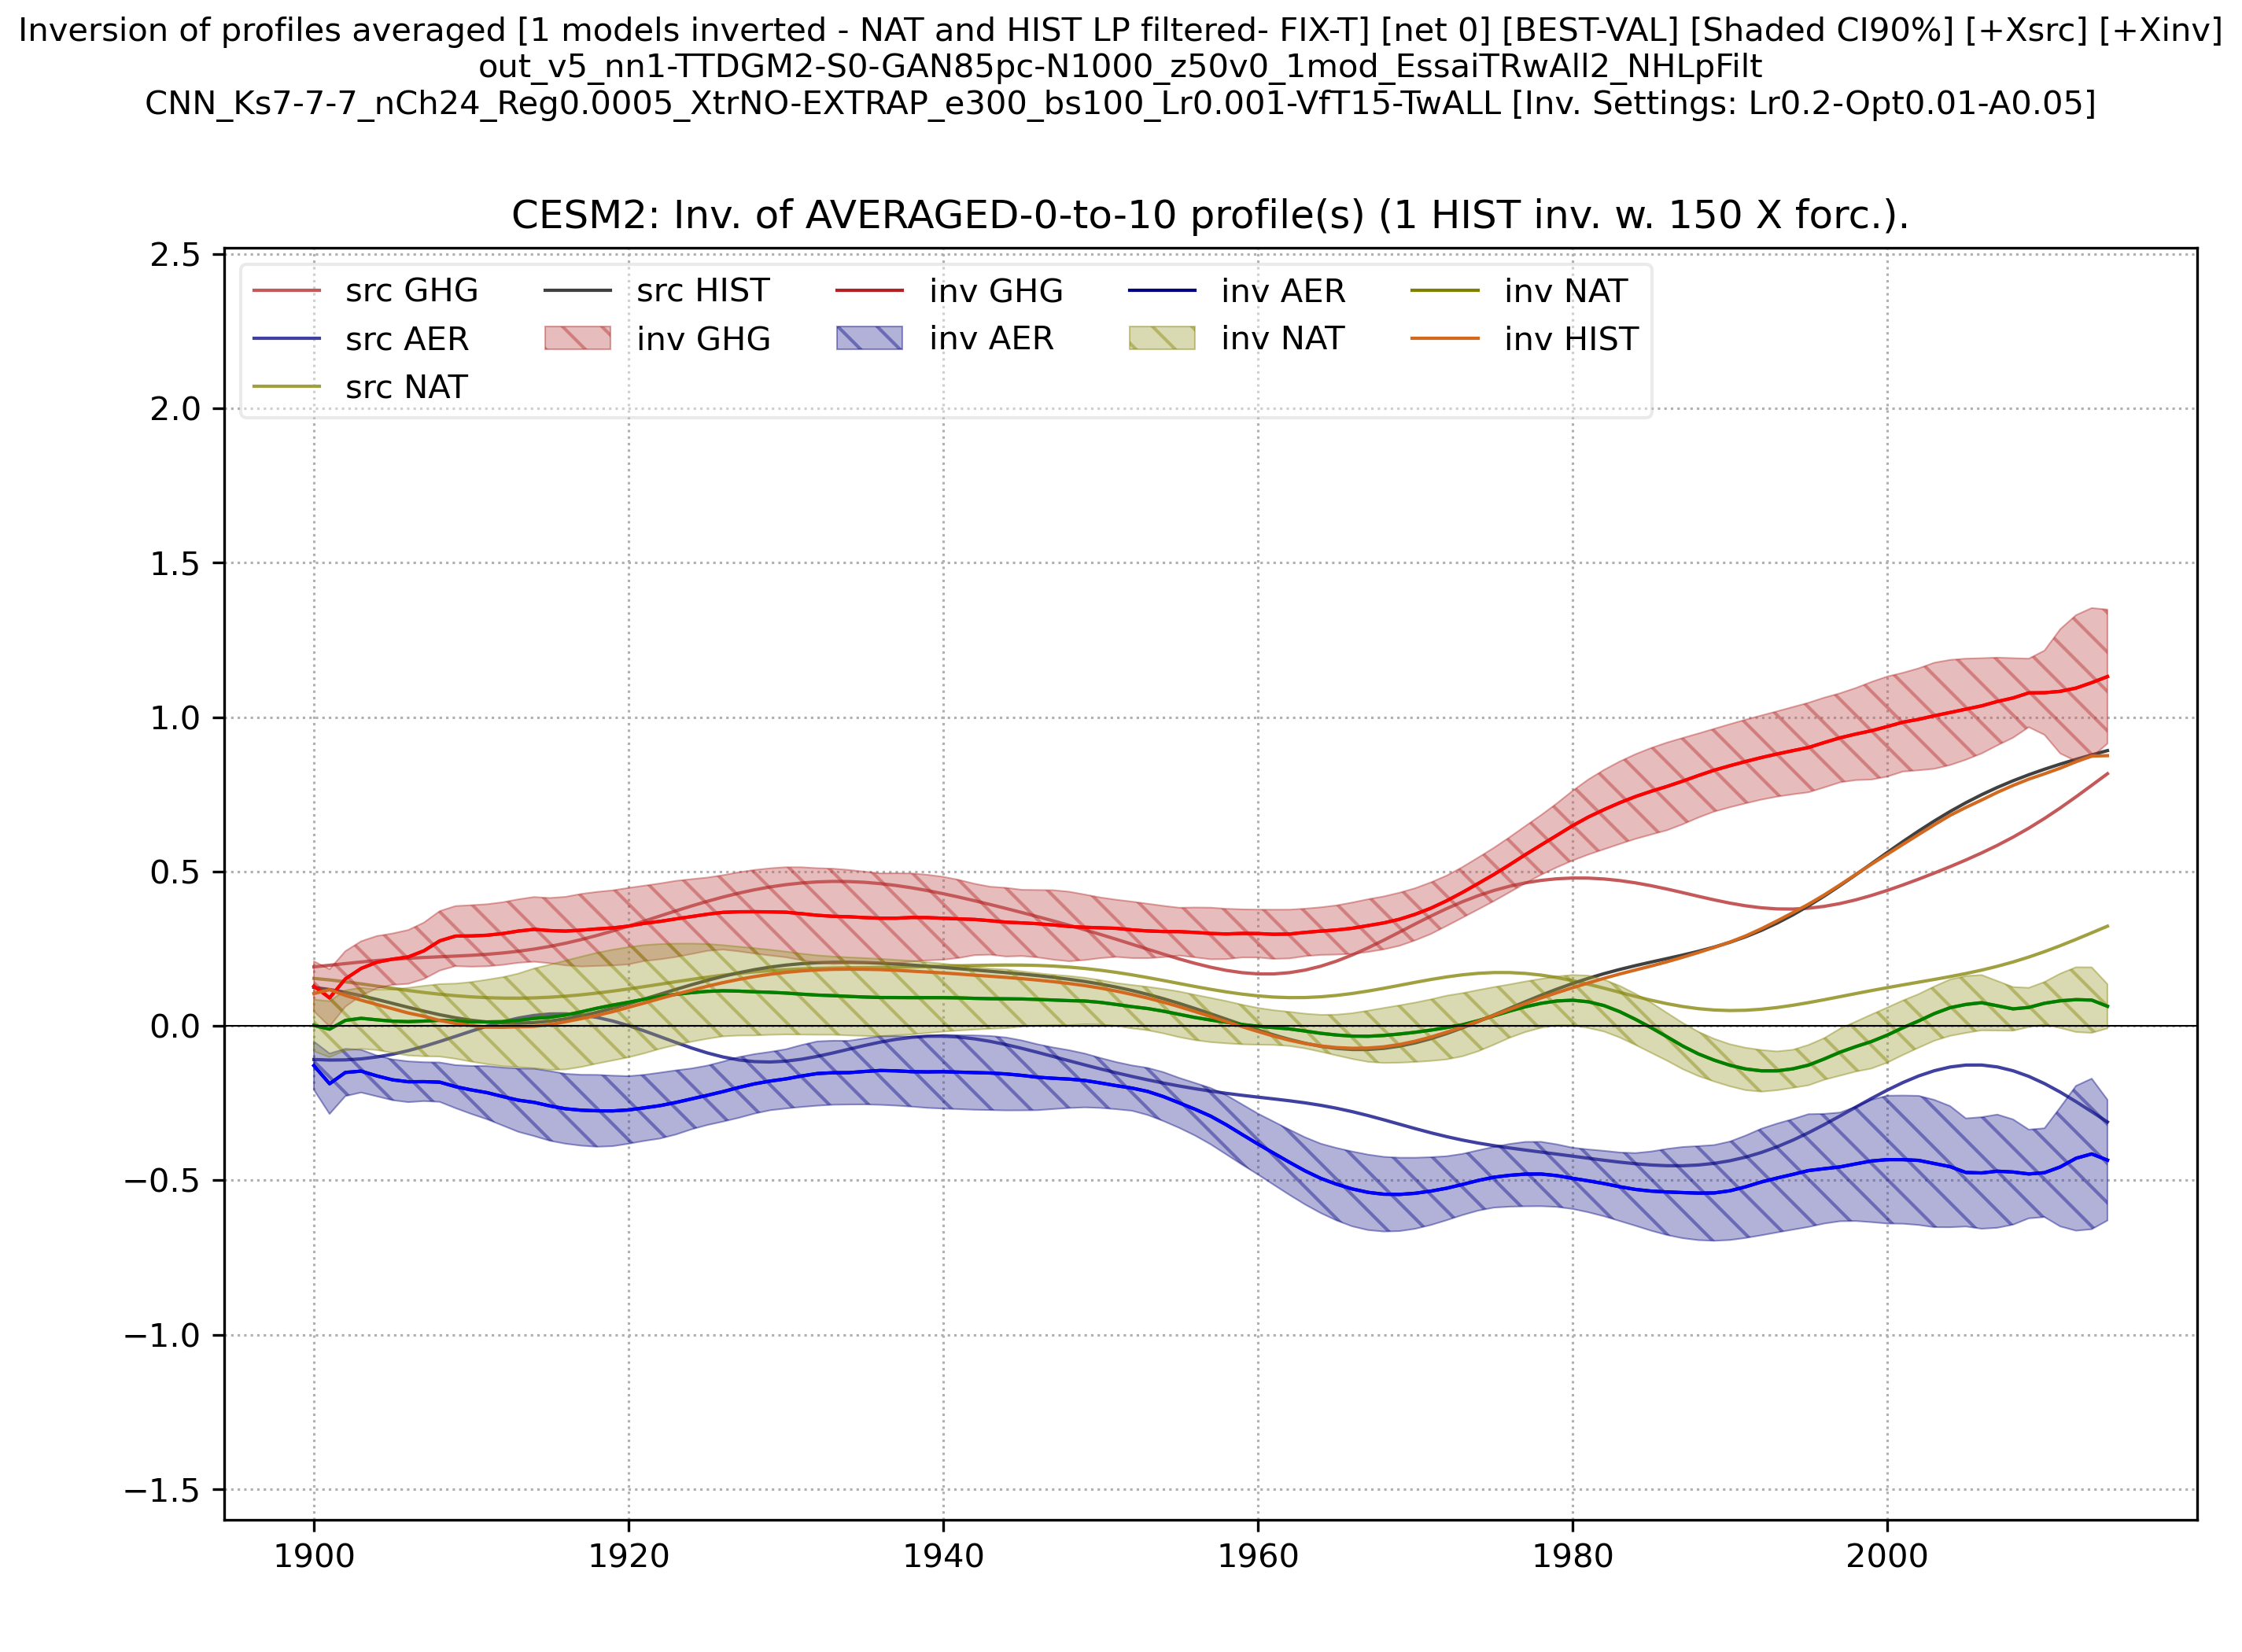 Inversion of profiles averaged [1 models inverted - NAT and HIST LP filtered- FIX-T] [net 0] [BEST-VAL] [Shaded CI90%] [+Xsrc] [+Xinv]
out_v5_nn1-TTDGM2-S0-GAN85pc-N1000_z50v0_1mod_EssaiTRwAll2_NHLpFilt
CNN_Ks7-7-7_nCh24_Reg0.0005_XtrNO-EXTRAP_e300_bs100_Lr0.001-VfT15-TwALL [Inv. Settings: Lr0.2-Opt0.01-A0.05]
CESM2: Inv. of AVERAGED-0-to-10 profile(s) (1 HIST inv. w. 150 X forc.).
src GHG src HIST inv GHG inv AER inv NAT
src AER inv GHG inv AER inv NAT inv HIST
src NAT
2.5
2.0
1.5
1.0
0.5
0.0
−0.5
−1.0
−1.5
1900 1920 1940 1960 1980 2000